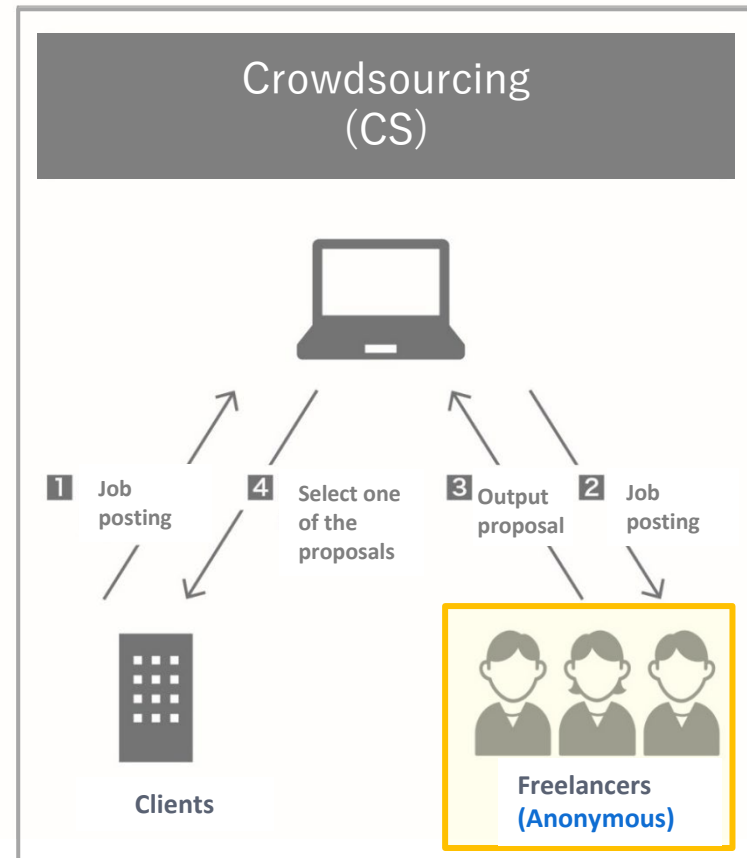 Crowdsourcing
(CS)
1 Job
posting
4 Select one
of the
proposals
3 Output
proposal
2 Job
posting
Clients
Freelancers
(Anonymous)